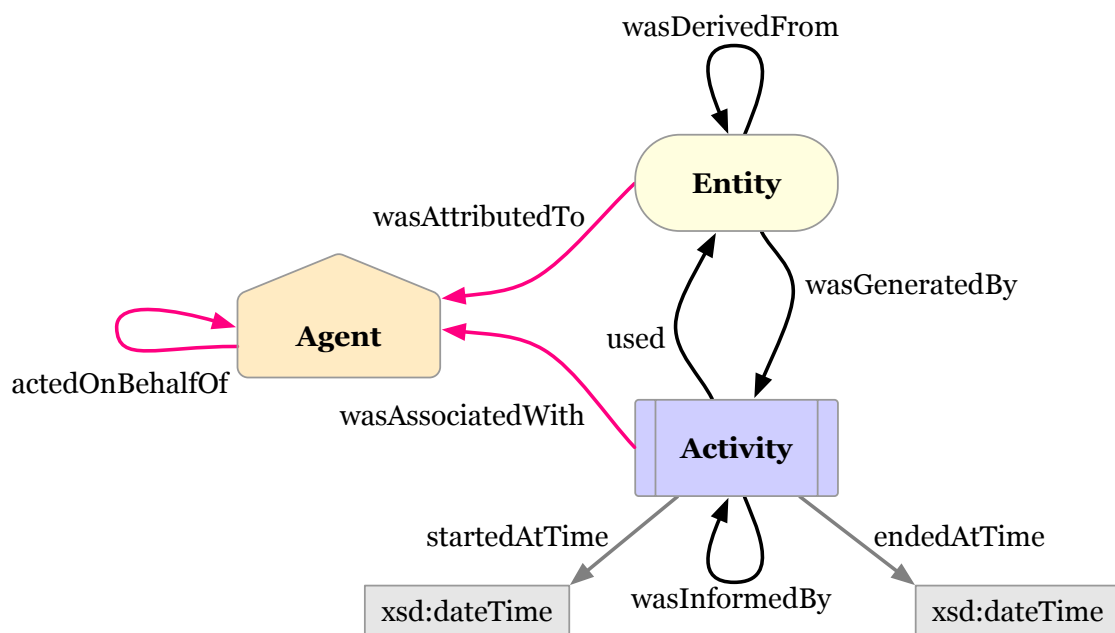 wasDerivedFrom
Entity
wasAttributedTo
wasGeneratedBy
Agent
used
actedOnBehalfOf
wasAssociatedWith
Activity
startedAtTime
endedAtTime
wasInformedBy
xsd:dateTime
xsd:dateTime